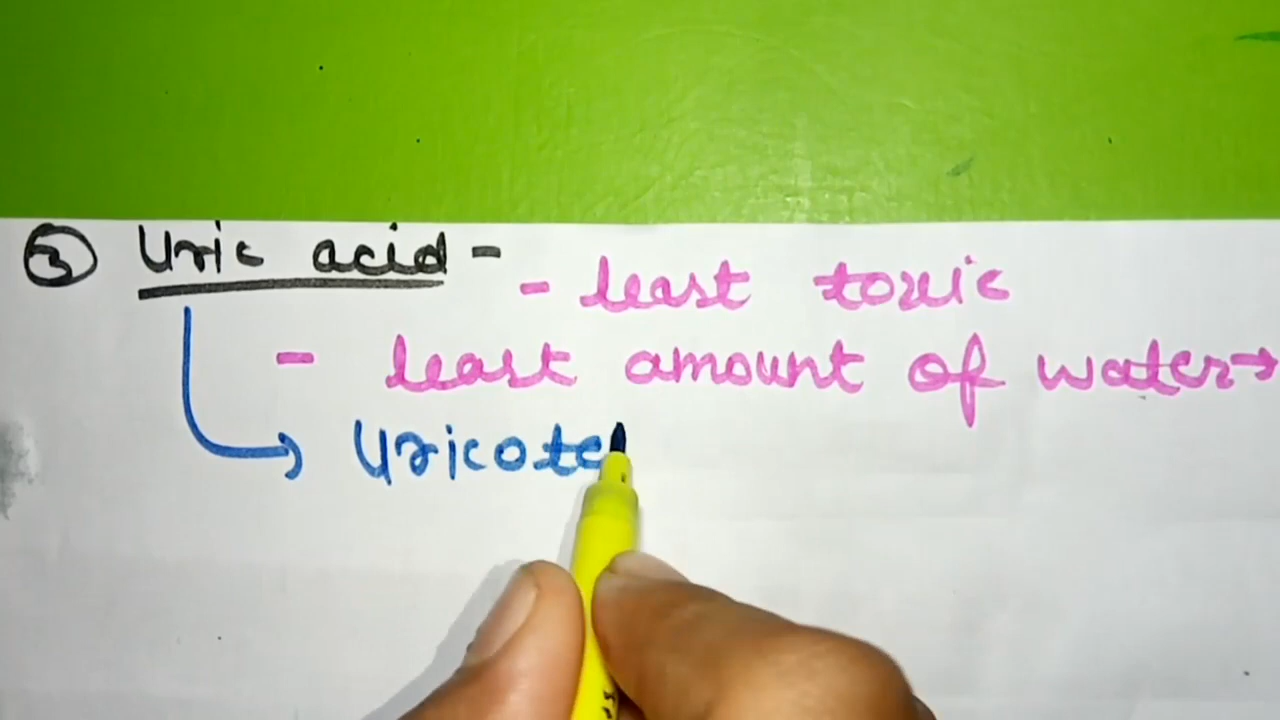 ③ Uric acid -
- least toxic
- least amount of water→
↳ Uricote